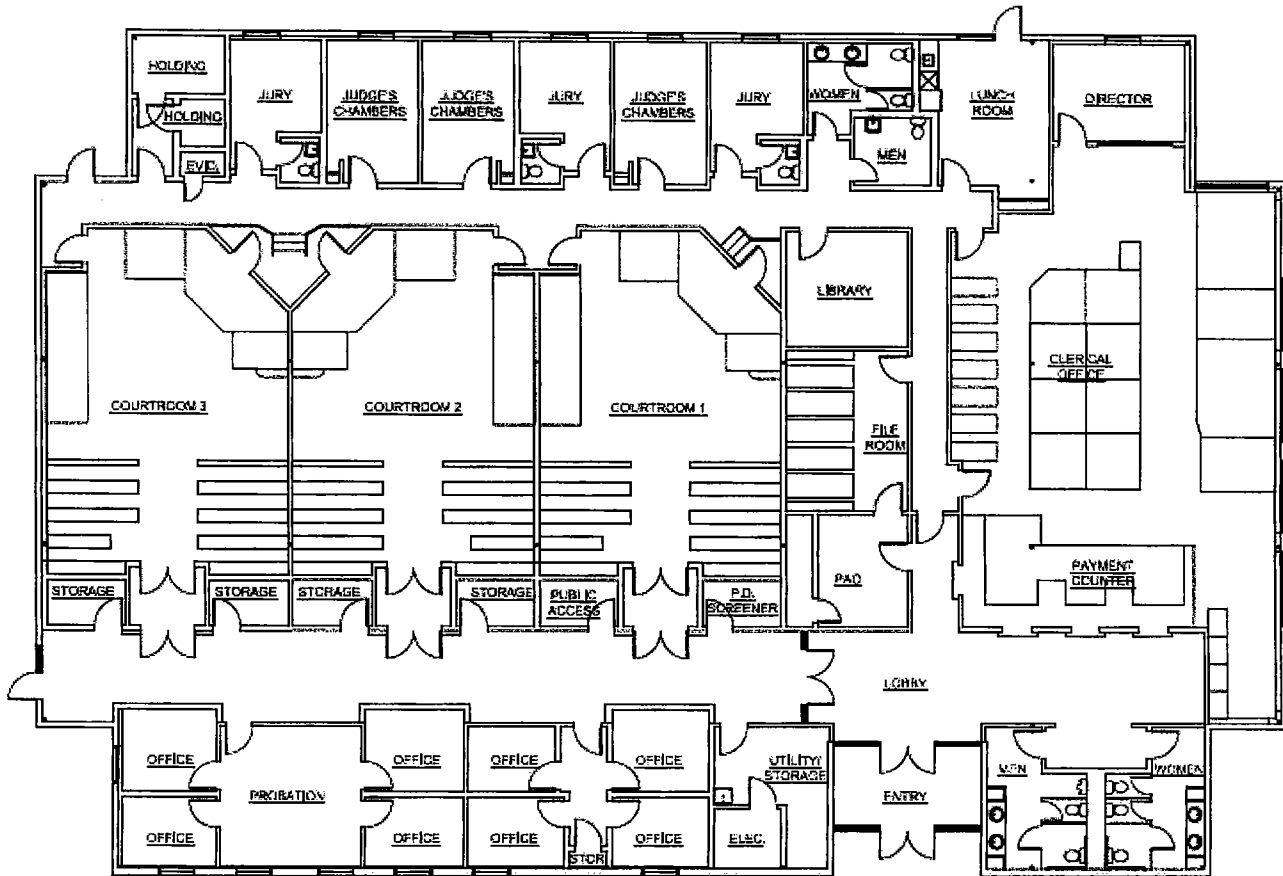 HOLDING
HOLDING
EVID.
JURY
JUDGE'S
CHAMBERS
JUDGE'S
CHAMBERS
JURY
JUDGE'S
CHAMBERS
JURY
WOMEN
MEN
LUNCH
ROOM
DIRECTOR
LIBRARY
CLERICAL
OFFICE
COURTROOM 3
COURTROOM 2
COURTROOM 1
FILE
ROOM
STORAGE
STORAGE
STORAGE
STORAGE
PUBLIC
ACCESS
P.D.
SCREENER
PAO
PAYMENT
COUNTER
LOBBY
OFFICE
OFFICE
OFFICE
OFFICE
UTILITY/
STORAGE
MEN
WOMEN
PROBATION
ENTRY
OFFICE
OFFICE
OFFICE
STOR
OFFICE
ELEC.